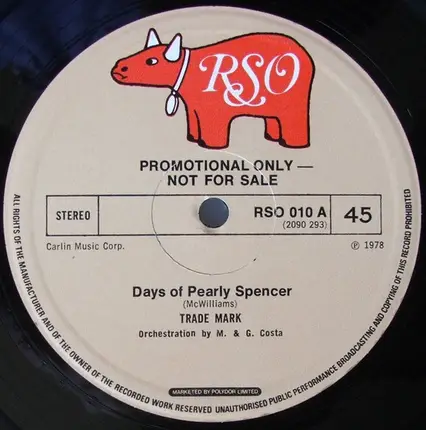 RSO
PROMOTIONAL ONLY —
NOT FOR SALE
STEREO
RSO 010 A
(2090 293)
45
Carlin Music Corp.
℗ 1978
Days of Pearly Spencer
(McWilliams)
TRADE MARK
Orchestration by M. & G. Costa
MARKETED BY POLYDOR LIMITED
ALL RIGHTS OF THE MANUFACTURER AND OF THE OWNER OF THE RECORDED WORK RESERVED UNAUTHORISED PUBLIC PERFORMANCE BROADCASTING AND COPYING OF THIS RECORD PROHIBITED